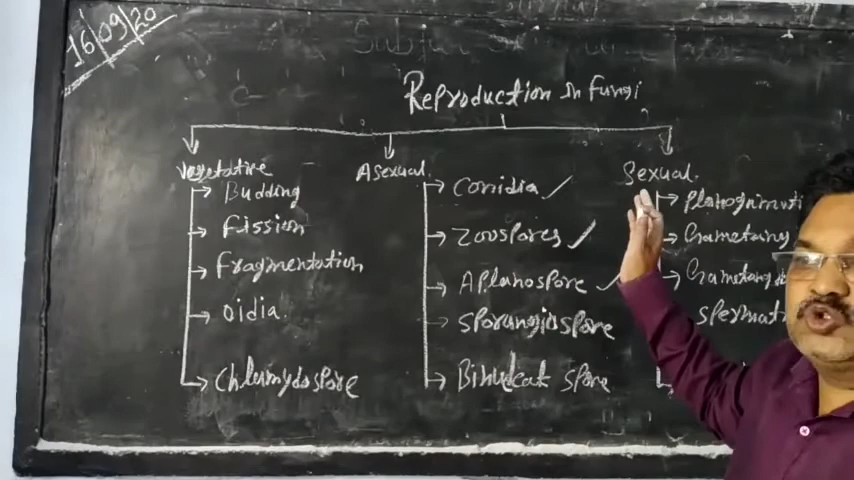 16/09/20
Reproduction in Fungi
Vegetative
Budding
Fission
Fragmentation
oidia
Chlamydospore
Asexual
Conidia ✓
Zoospores ✓
Aplanospore ✓
Sporangiospore
Binucleat spore
Sexual